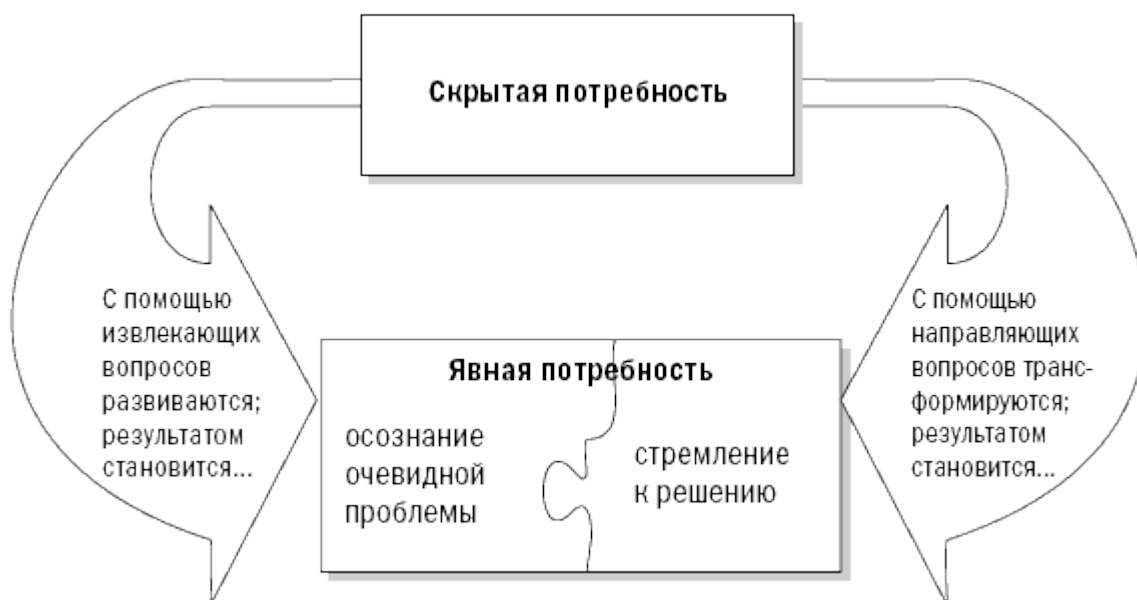 Скрытая потребность
С помощью
извлекающих
вопросов
развиваются;
результатом
становится...
С помощью
направляющих
вопросов транс-
формируются;
результатом
становится...
Явная потребность
осознание
очевидной
проблемы
стремление
к решению